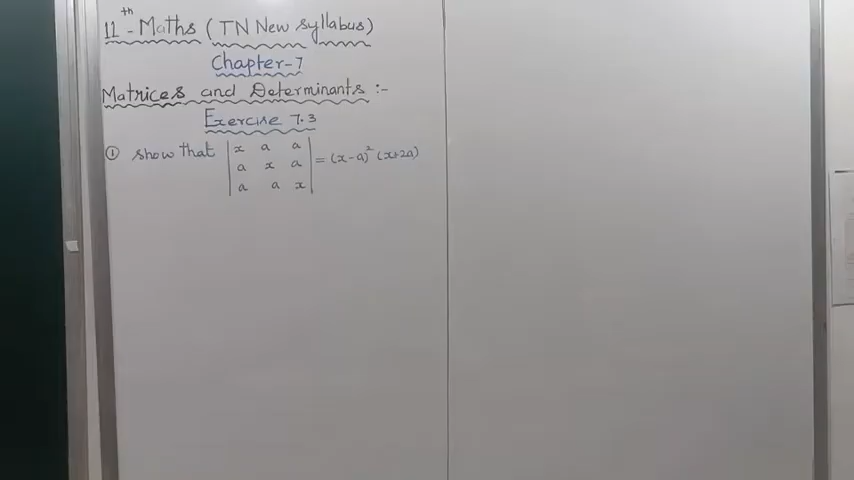 11th - Maths (TN New Syllabus)
Chapter-7
Matrices and Determinants :-
Exercise 7.3
① show that | x a a | = (x-a)² (x+2a)
| a x a |
| a a x |